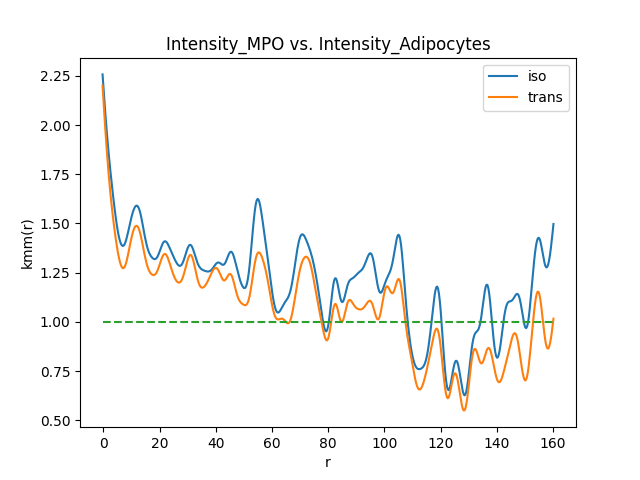 Intensity_MPO vs. Intensity_Adipocytes
iso
trans
kmm(r)
2.25
2.00
1.75
1.50
1.25
1.00
0.75
0.50
0 20 40 60 80 100 120 140 160
r